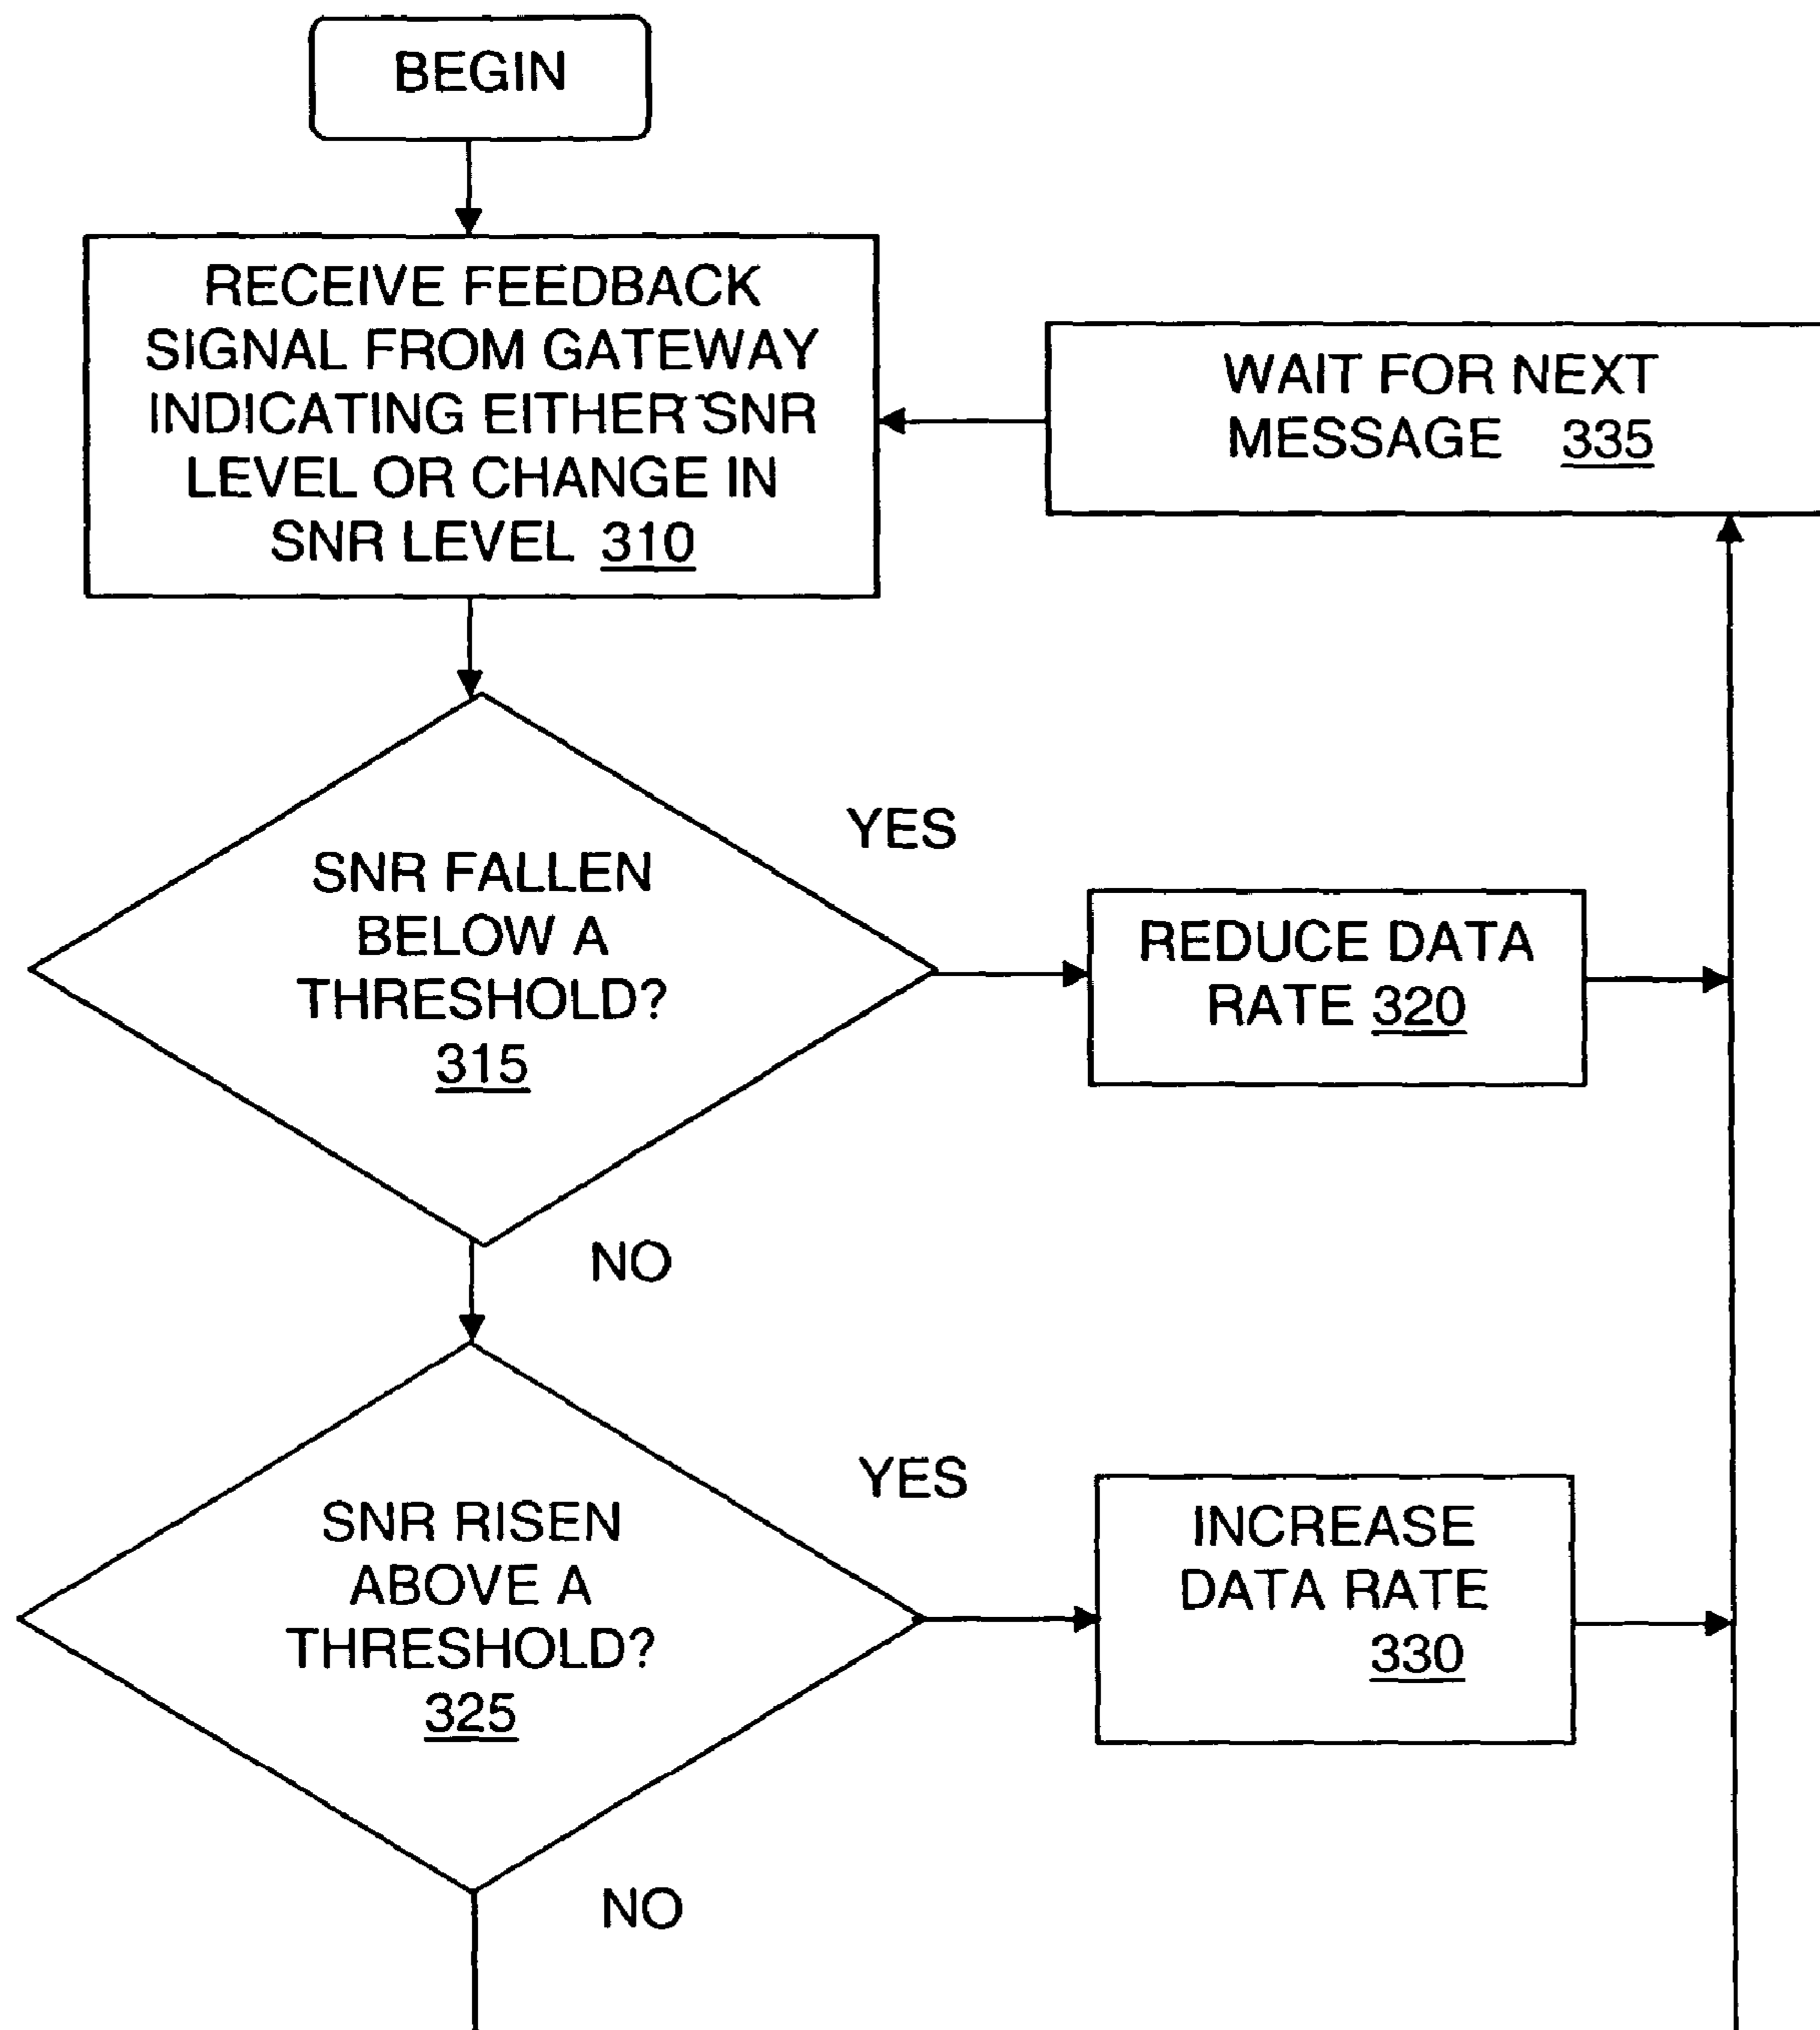 BEGIN
RECEIVE FEEDBACK
SIGNAL FROM GATEWAY
INDICATING EITHER SNR
LEVEL OR CHANGE IN
SNR LEVEL 310
WAIT FOR NEXT
MESSAGE 335
SNR FALLEN
BELOW A
THRESHOLD?
315
YES
REDUCE DATA
RATE 320
NO
SNR RISEN
ABOVE A
THRESHOLD?
325
YES
INCREASE
DATA RATE
330
NO